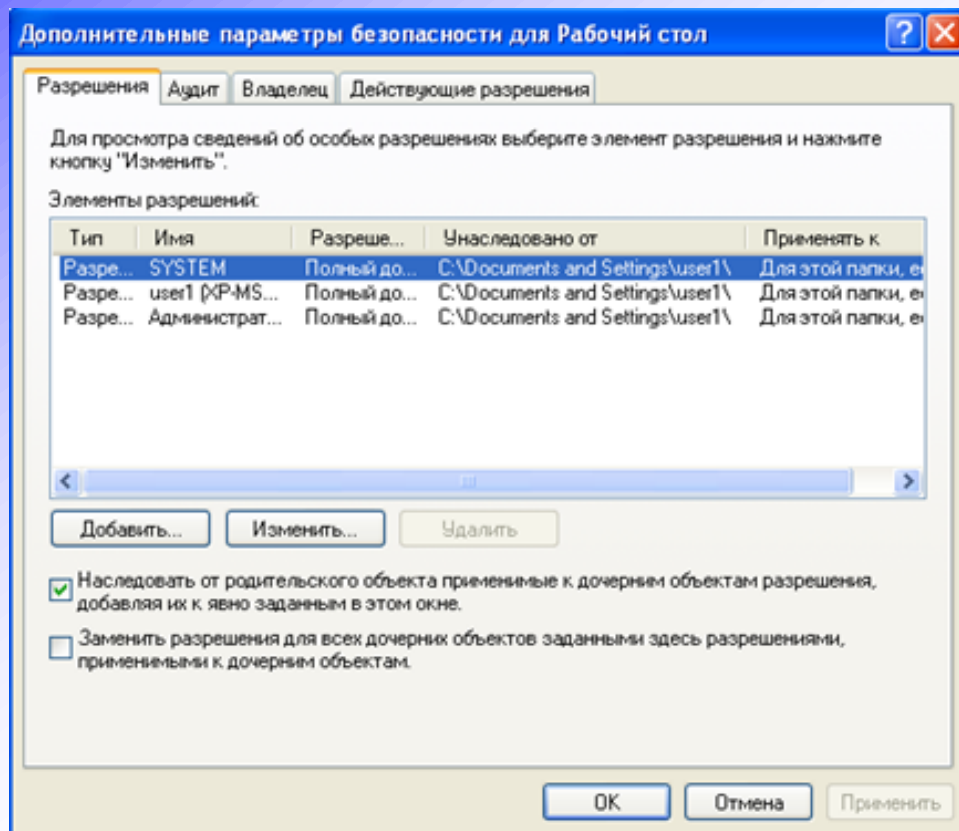 Дополнительные параметры безопасности для Рабочий стол
Разрешения Аудит Владелец Действующие разрешения
Для просмотра сведений об особых разрешениях выберите элемент разрешения и нажмите
кнопку "Изменить".
Элементы разрешений:
Тип Имя Разреше... Унаследовано от Применять к
Разре... SYSTEM Полный до... C:\Documents and Settings\user1\ Для этой папки, ее
Разре... user1 (XP-MS... Полный до... C:\Documents and Settings\user1\ Для этой папки, ее
Разре... Администрат... Полный до... C:\Documents and Settings\user1\ Для этой папки, ее
Добавить... Изменить... Удалить
Наследовать от родительского объекта применимые к дочерним объектам разрешения,
добавляя их к явно заданным в этом окне.
Заменить разрешения для всех дочерних объектов заданными здесь разрешениями,
применимыми к дочерним объектам.
OK Отмена Применить